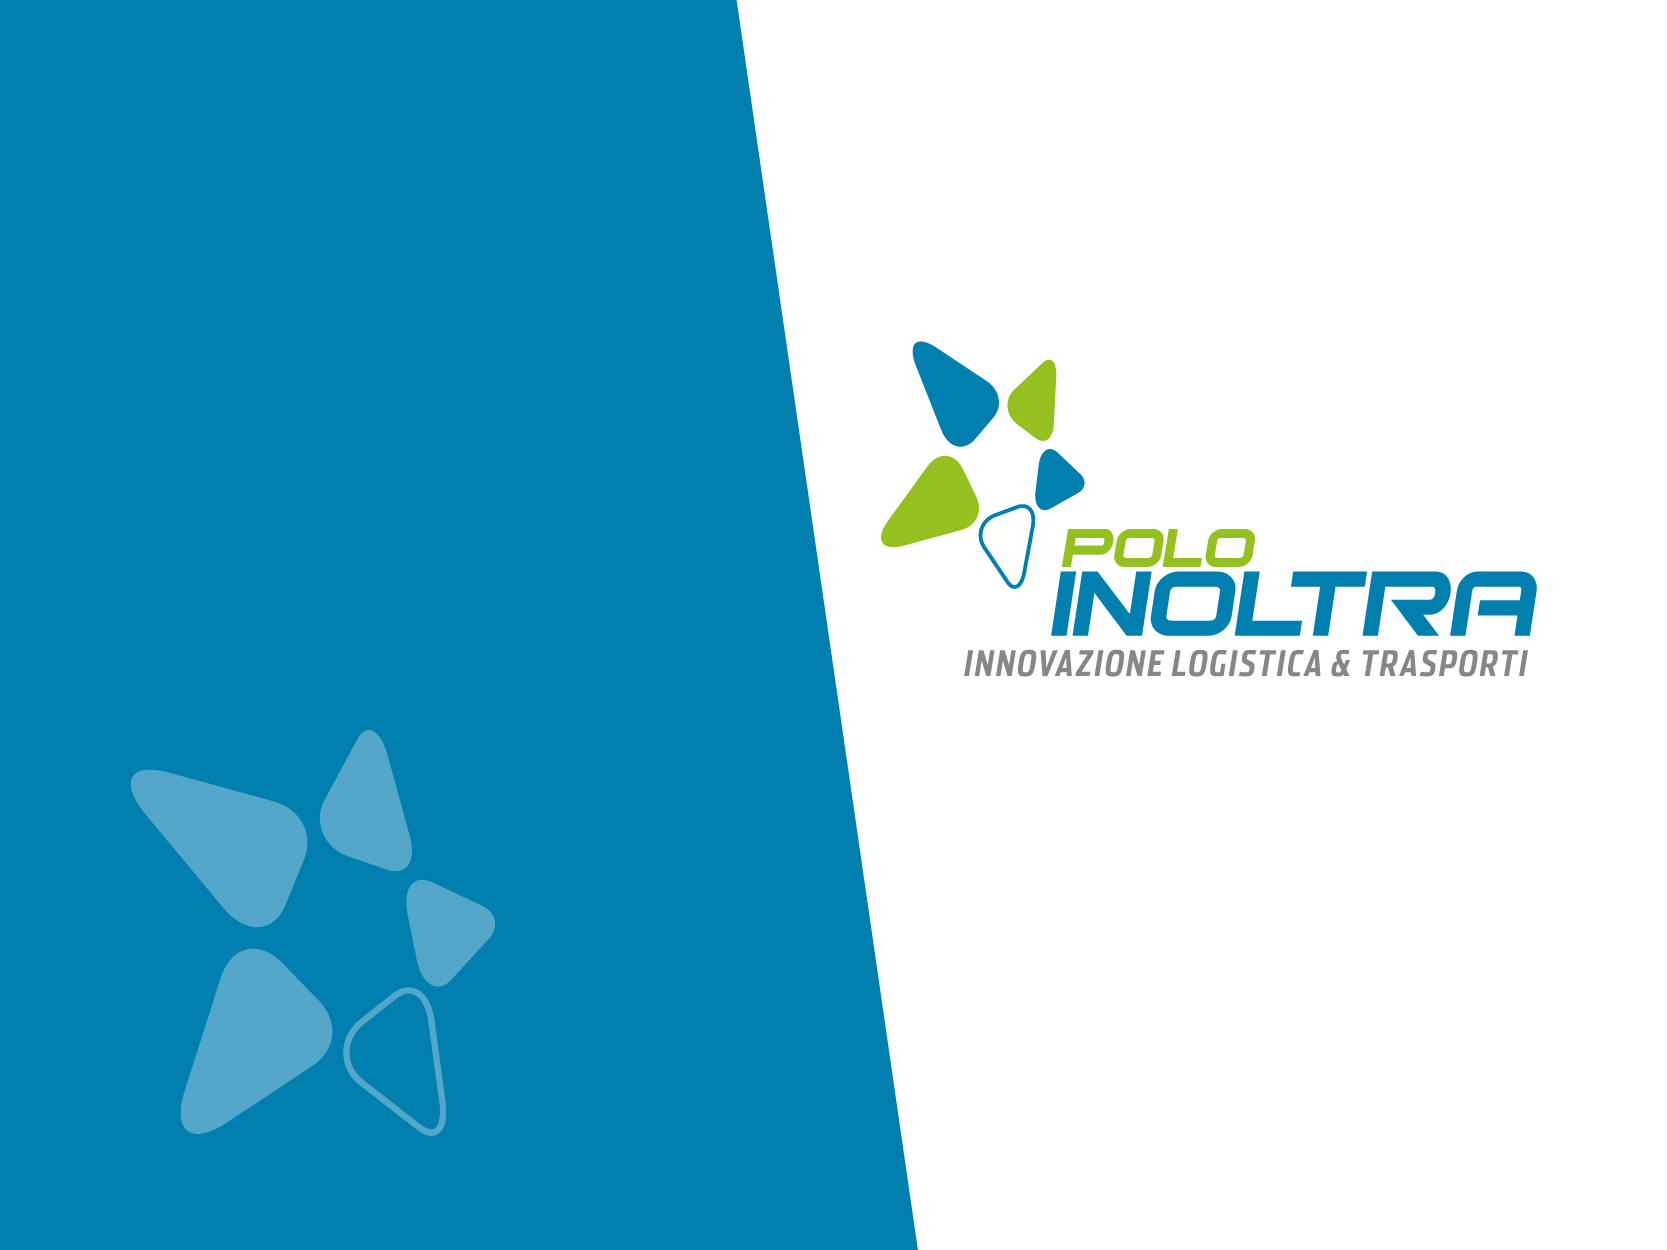 POLO
INOLTRA
INNOVAZIONE LOGISTICA & TRASPORTI